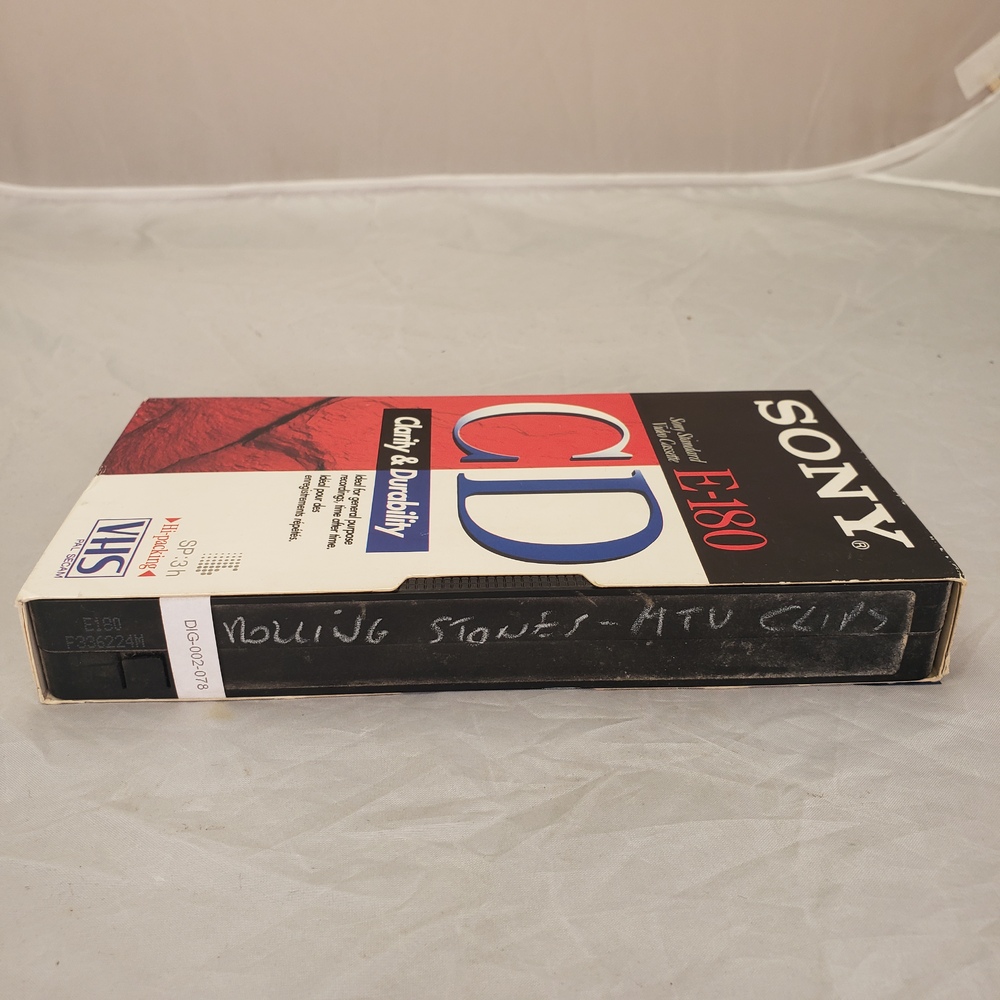 SONY®
Sony Standard
Video Cassette
E-180
CD
Clarity & Durability
ideal for general purpose
recordings, time after time.
idéal pour des
enregistrements répétés.
SP:3h
Hi-packing
VHS
PAL SECAM
E180
F336224M
DIG-002-078
ROLLING STONES - MTV CLIPS